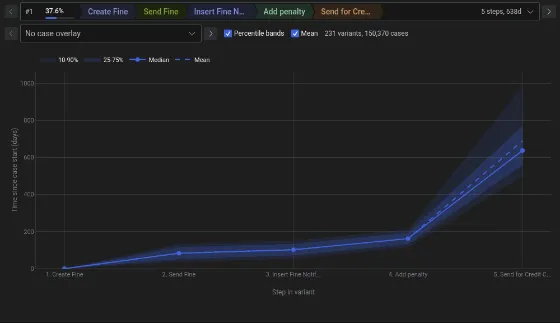 #1 37.6% Create Fine Send Fine Insert Fine N... Add penalty Send for Cre... 5 steps, 638d
No case overlay Percentile bands Mean 231 variants, 150,370 cases
10-90% 25-75% Median Mean
1000
800
600
400
200
0
Time since case start (days)
1. Create Fine 2. Send Fine 3. Insert Fine Notifi... 4. Add penalty 5. Send for Credit C...
Step in variant